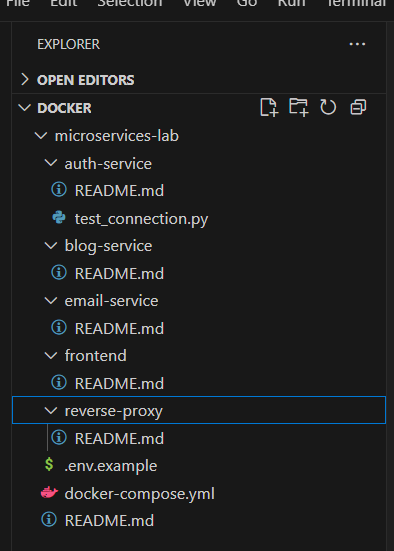 File Edit Selection View Go Run Terminal
EXPLORER
OPEN EDITORS
DOCKER
microservices-lab
auth-service
README.md
test_connection.py
blog-service
README.md
email-service
README.md
frontend
README.md
reverse-proxy
README.md
.env.example
docker-compose.yml
README.md